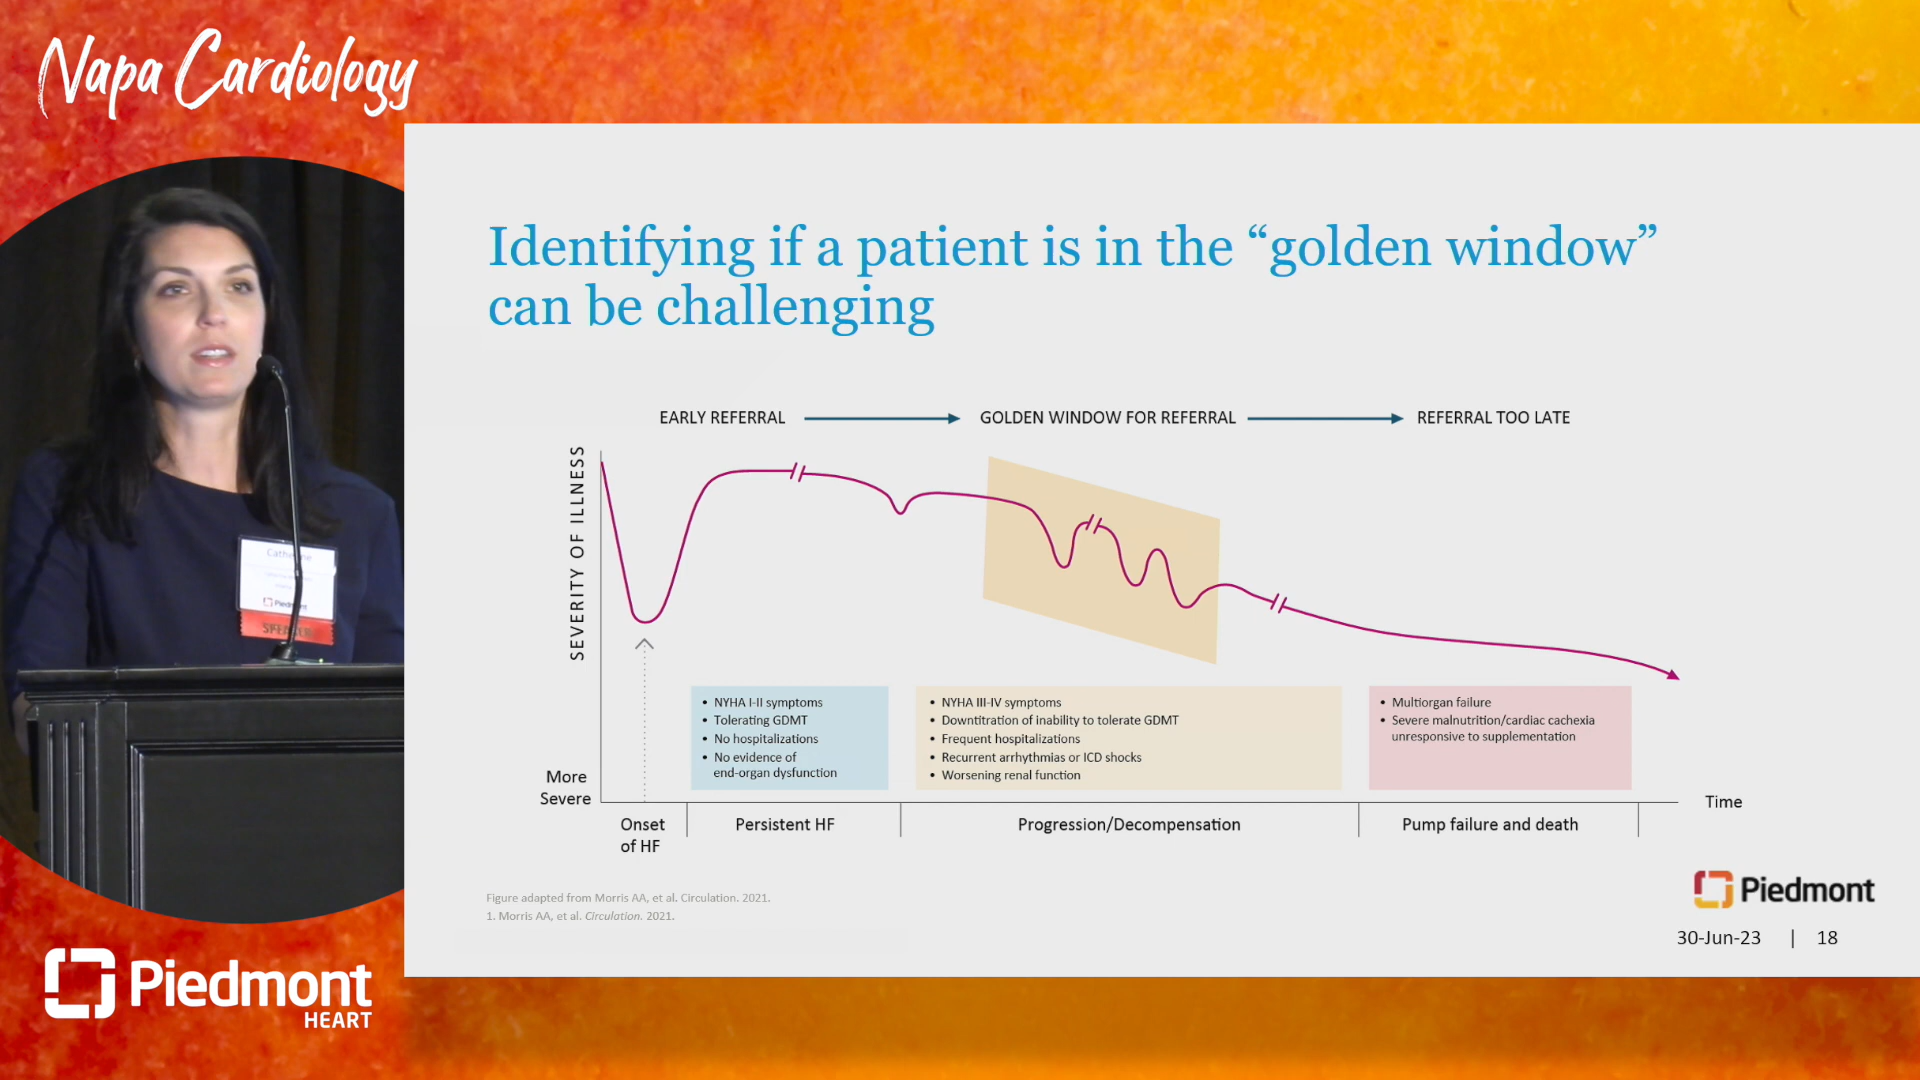 Napa Cardiology
Identifying if a patient is in the “golden window”
can be challenging
EARLY REFERRAL
GOLDEN WINDOW FOR REFERRAL
REFERRAL TOO LATE
SEVERITY OF ILLNESS
More
Severe
• NYHA I-II symptoms
• Tolerating GDMT
• No hospitalizations
• No evidence of
end-organ dysfunction
• NYHA III-IV symptoms
• Downtitration of inability to tolerate GDMT
• Frequent hospitalizations
• Recurrent arrhythmias or ICD shocks
• Worsening renal function
• Multiorgan failure
• Severe malnutrition/cardiac cachexia
unresponsive to supplementation
Time
Onset
of HF
Persistent HF
Progression/Decompensation
Pump failure and death
Figure adapted from Morris AA, et al. Circulation. 2021.
1. Morris AA, et al. Circulation. 2021.
Piedmont
30-Jun-23 | 18
Piedmont
SPEAKER
Piedmont
HEART